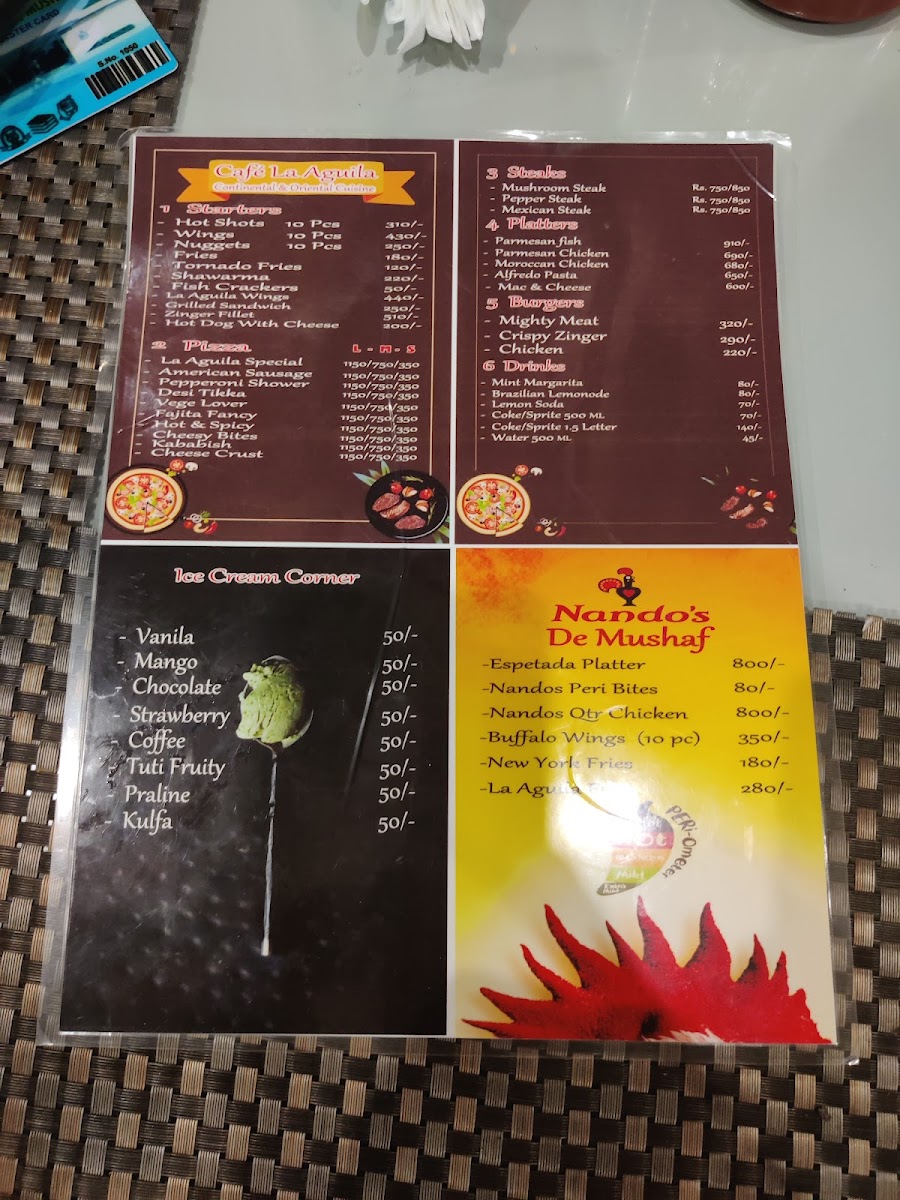 STER CARD
S.No. 1050
Café La Aguila
Continental & Oriental Cuisine
1 Starters
- Hot Shots 10 Pcs 310/-
- Wings 10 Pcs 430/-
- Nuggets 10 Pcs 250/-
- Fries 180/-
- Tornado Fries 120/-
- Shawarma 220/-
- Fish Crackers 50/-
- La Aguila Wings 440/-
- Grilled Sandwich 250/-
- Zinger Fillet 510/-
- Hot Dog With Cheese 200/-
2 Pizza L - M - S
- La Aguila Special 1150/750/350
- American Sausage 1150/750/350
- Pepperoni Shower 1150/750/350
- Desi Tikka 1150/750/350
- Vege Lover 1150/750/350
- Fajita Fancy 1150/750/350
- Hot & Spicy 1150/750/350
- Cheesy Bites 1150/750/350
- Kababish 1150/750/350
- Cheese Crust 1150/750/350
3 Steaks
- Mushroom Steak Rs. 750/850
- Pepper Steak Rs. 750/850
- Mexican Steak Rs. 750/850
4 Platters
- Parmesan fish 910/-
- Parmesan Chicken 690/-
- Moroccan Chicken 680/-
- Alfredo Pasta 650/-
- Mac & Cheese 600/-
5 Burgers
- Mighty Meat 320/-
- Crispy Zinger 290/-
- Chicken 220/-
6 Drinks
- Mint Margarita 80/-
- Brazilian Lemonode 80/-
- Lemon Soda 70/-
- Coke/Sprite 500 ML 70/-
- Coke/Sprite 1.5 Letter 140/-
- Water 500 ML 45/-
Ice Cream Corner
- Vanila 50/-
- Mango 50/-
- Chocolate 50/-
- Strawberry 50/-
- Coffee 50/-
Tuti Fruity 50/-
Praline 50/-
- Kulfa 50/-
Nando's
De Mushaf
-Espetada Platter 800/-
-Nandos Peri Bites 80/-
-Nandos Qtr Chicken 800/-
-Buffalo Wings (10 pc) 350/-
-New York Fries 180/-
-La Aguila 280/-
PERi-Ometer
Mild